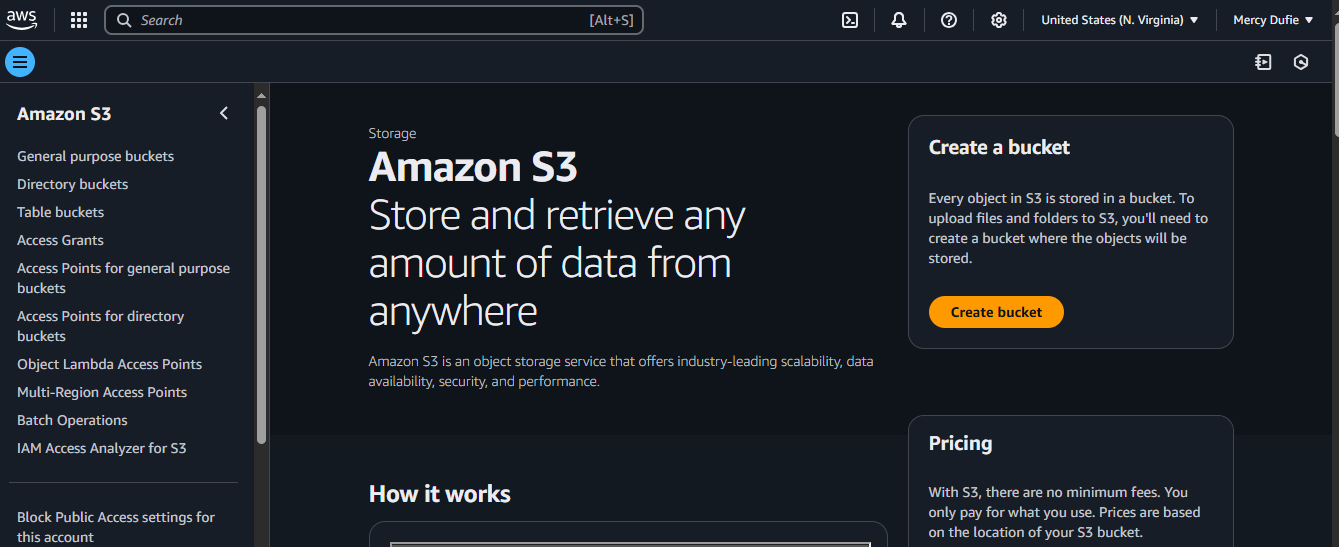 aws
Search
[Alt+S]
United States (N. Virginia)
Mercy Dufie
Amazon S3
General purpose buckets
Directory buckets
Table buckets
Access Grants
Access Points for general purpose
buckets
Access Points for directory
buckets
Object Lambda Access Points
Multi-Region Access Points
Batch Operations
IAM Access Analyzer for S3
Block Public Access settings for
this account
Storage
Amazon S3
Store and retrieve any
amount of data from
anywhere
Amazon S3 is an object storage service that offers industry-leading scalability, data
availability, security, and performance.
How it works
Create a bucket
Every object in S3 is stored in a bucket. To
upload files and folders to S3, you'll need to
create a bucket where the objects will be
stored.
Create bucket
Pricing
With S3, there are no minimum fees. You
only pay for what you use. Prices are based
on the location of your S3 bucket.